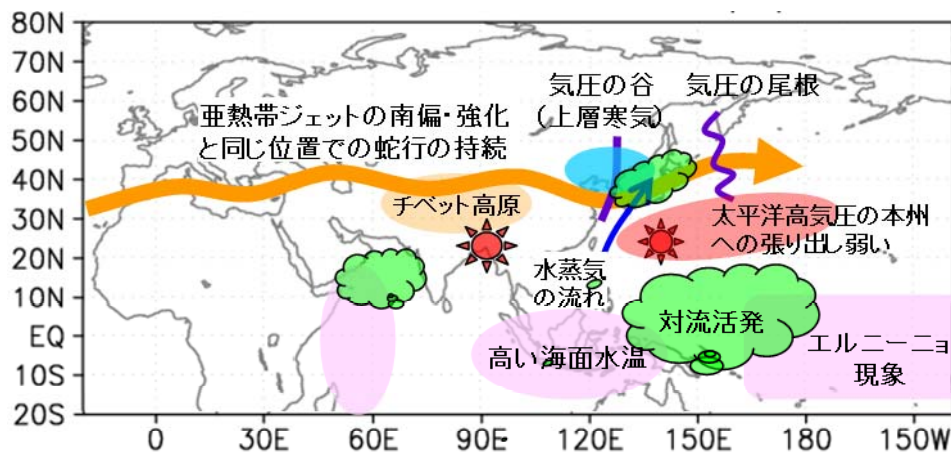 80N
70N
60N
50N
40N
30N
20N
10N
EQ
10S
20S
亜熱帯ジェットの南偏・強化
と同じ位置での蛇行の持続
気圧の谷
（上層寒気）
気圧の尾根
チベット高原
太平洋高気圧の本州
への張り出し弱い
水蒸気
の流れ
対流活発
高い海面水温
エルニーニョ
現象
0
30E
60E
90E
120E
150E
180
150W